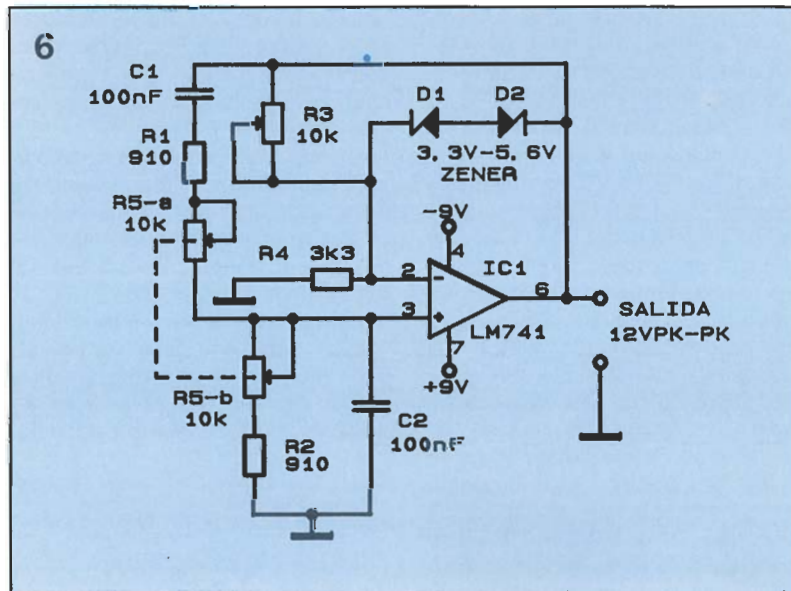 6
C1
100nF
R1
910
R5-a
10k
R3
10k
D1 D2
3, 3V-5, 6V
ZENER
-9V
4
R4 3k3
2
-
IC1
6
3
+
LM741
7
+9V
SALIDA
12VPK-PK
R5-b
10k
R2
910
C2
100nF